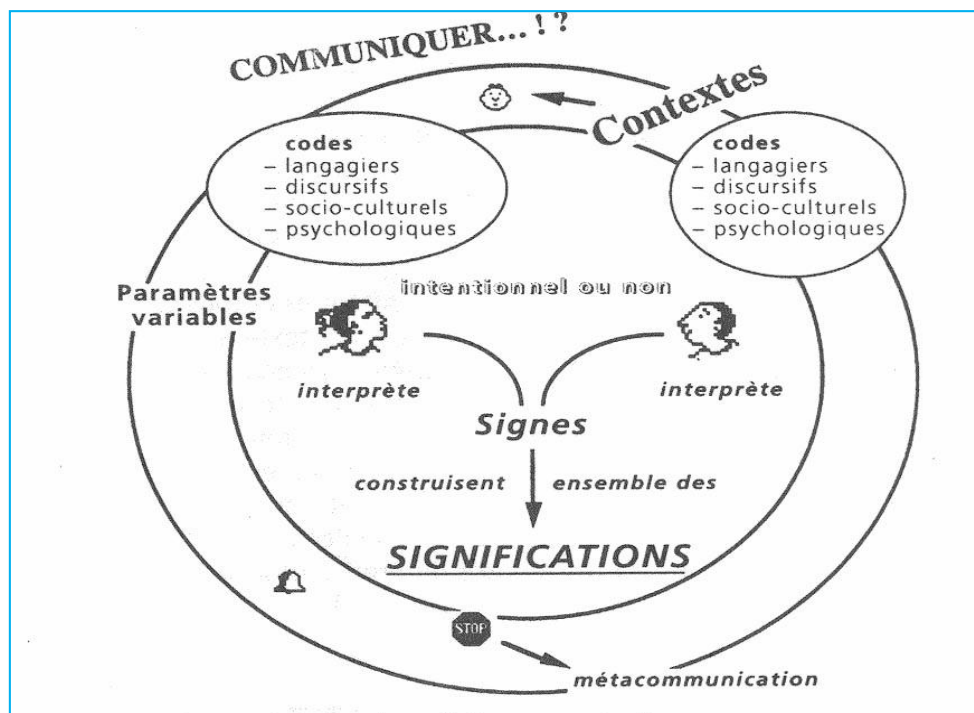 COMMUNIQUER...!?
Contextes
codes
– langagiers
– discursifs
– socio-culturels
– psychologiques
codes
– langagiers
– discursifs
– socio-culturels
– psychologiques
Paramètres
variables
intentionnel ou non
interprète
interprète
Signes
construisent
ensemble des
SIGNIFICATIONS
STOP
métacommunication